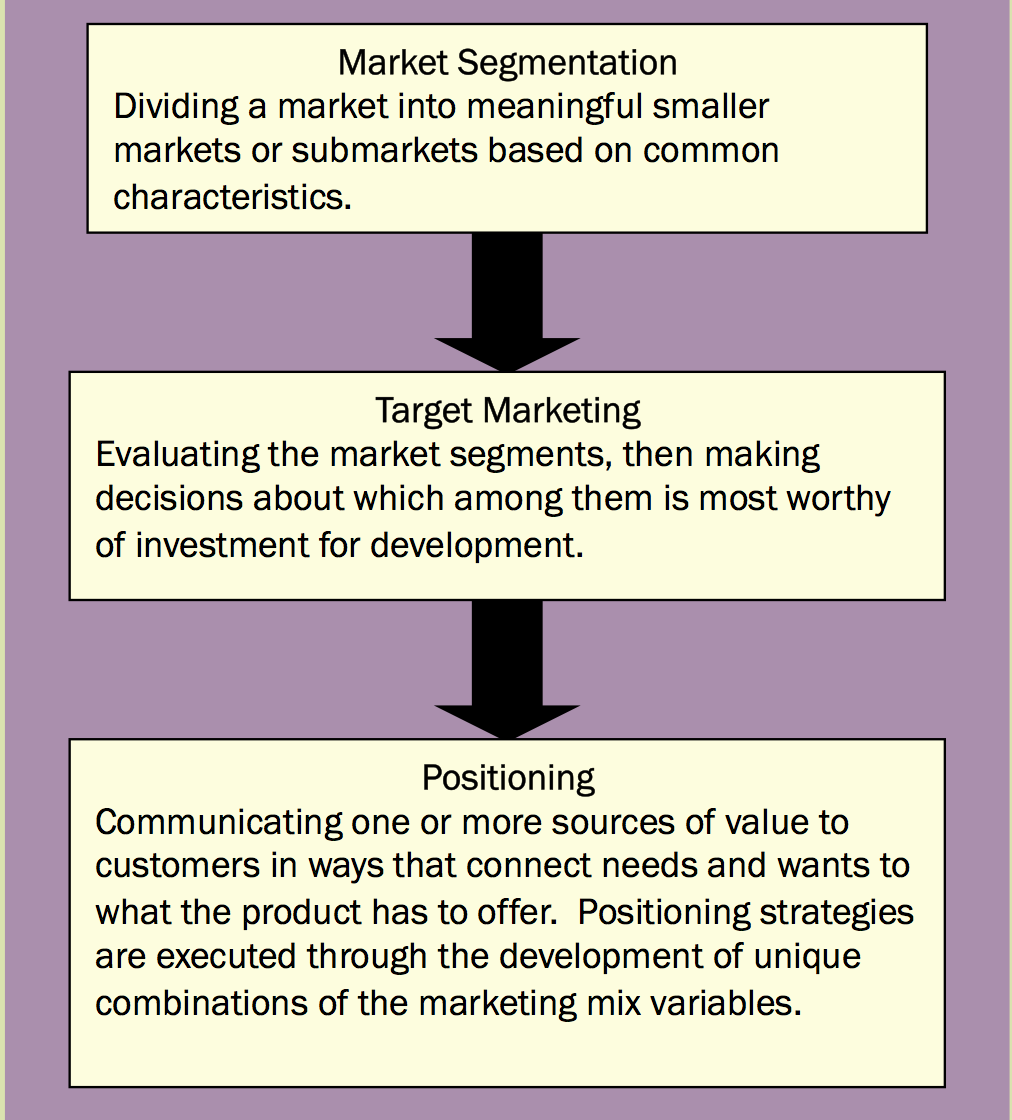 Market Segmentation
Dividing a market into meaningful smaller
markets or submarkets based on common
characteristics.
Target Marketing
Evaluating the market segments, then making
decisions about which among them is most worthy
of investment for development.
Positioning
Communicating one or more sources of value to
customers in ways that connect needs and wants to
what the product has to offer.  Positioning strategies
are executed through the development of unique
combinations of the marketing mix variables.